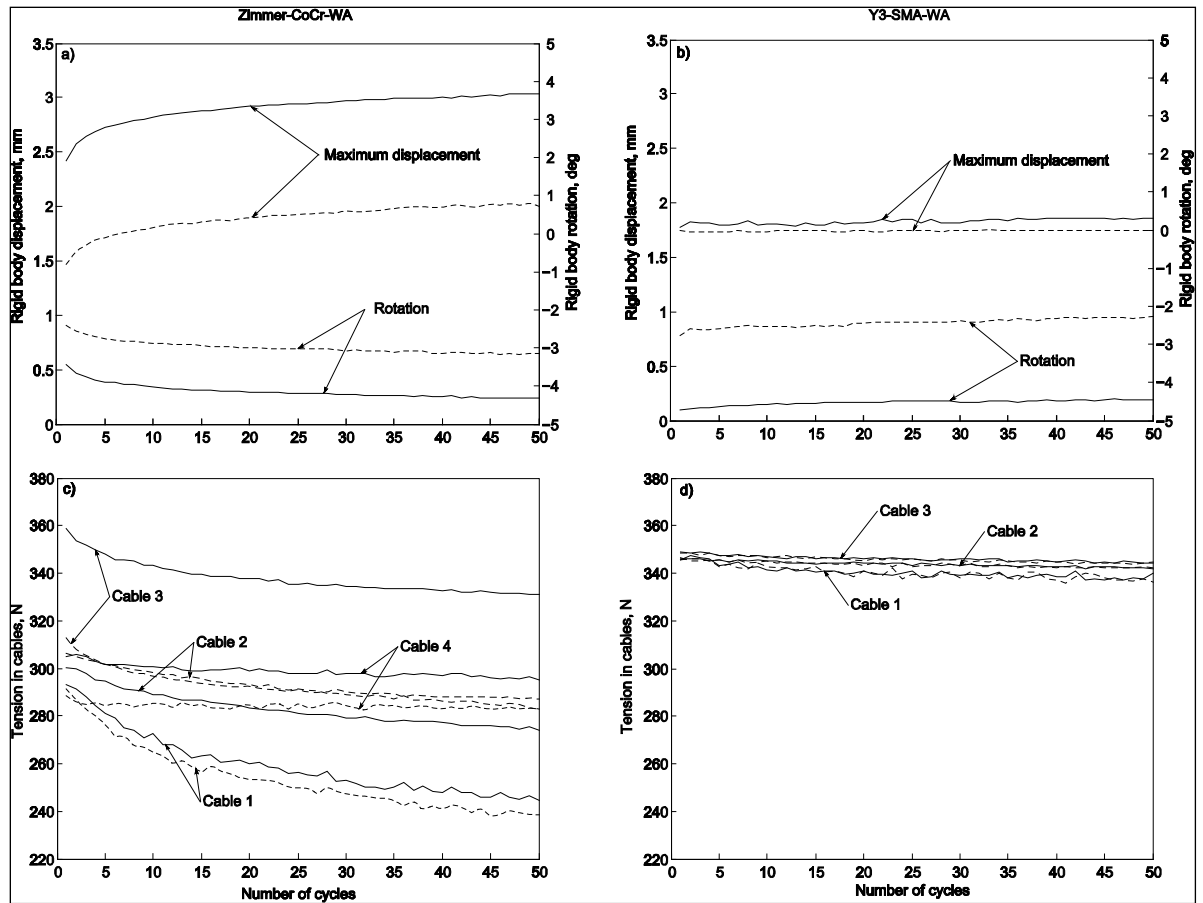 Zimmer-CoCr-WA
Y3-SMA-WA
a)
3.5
3
2.5
2
1.5
1
0.5
0
Rigid body displacement, mm
5
4
3
2
1
0
−1
−2
−3
−4
−5
Rigid body rotation, deg
Maximum displacement
Rotation
0 5 10 15 20 25 30 35 40 45 50
b)
3.5
3
2.5
2
1.5
1
0.5
0
Rigid body displacement, mm
5
4
3
2
1
0
−1
−2
−3
−4
−5
Rigid body rotation, deg
Maximum displacement
Rotation
0 5 10 15 20 25 30 35 40 45 50
c)
380
360
340
320
300
280
260
240
220
Tension in cables, N
Cable 3
Cable 2
Cable 4
Cable 1
0 5 10 15 20 25 30 35 40 45 50
Number of cycles
d)
380
360
340
320
300
280
260
240
220
Tension in cables, N
Cable 3
Cable 2
Cable 1
0 5 10 15 20 25 30 35 40 45 50
Number of cycles